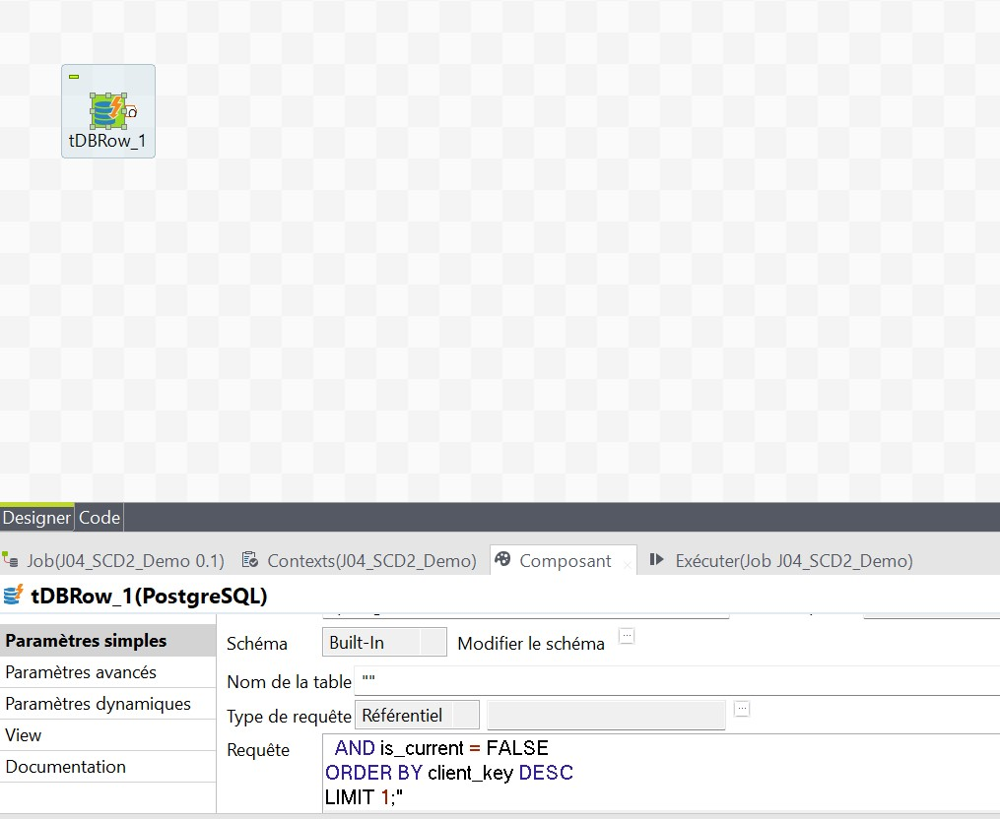 tDBRow_1
Designer
Code
Job(J04_SCD2_Demo 0.1)
Contexts(J04_SCD2_Demo)
Composant
Exécuter(Job J04_SCD2_Demo)
tDBRow_1(PostgreSQL)
Paramètres simples
Paramètres avancés
Paramètres dynamiques
View
Documentation
Schéma
Built-In
Modifier le schéma
...
Nom de la table
""
Type de requête
Référentiel
...
Requête
AND is_current = FALSE
ORDER BY client_key DESC
LIMIT 1;"